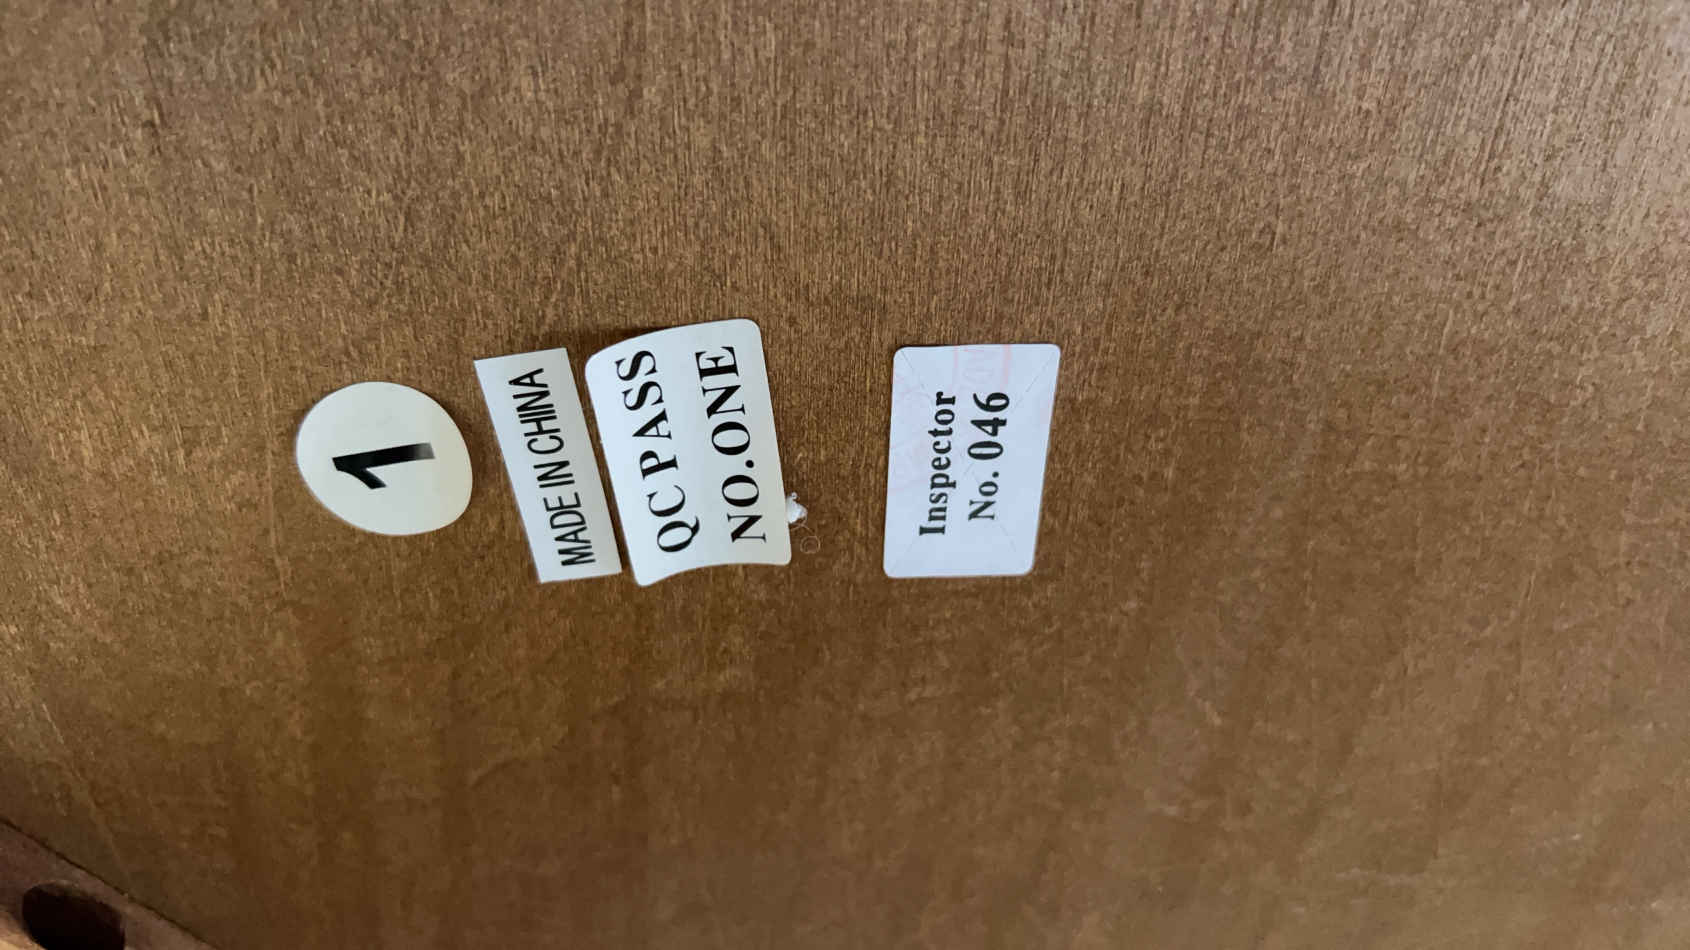 1
MADE IN CHINA
QC PASS
NO.ONE
Inspector
No. 046